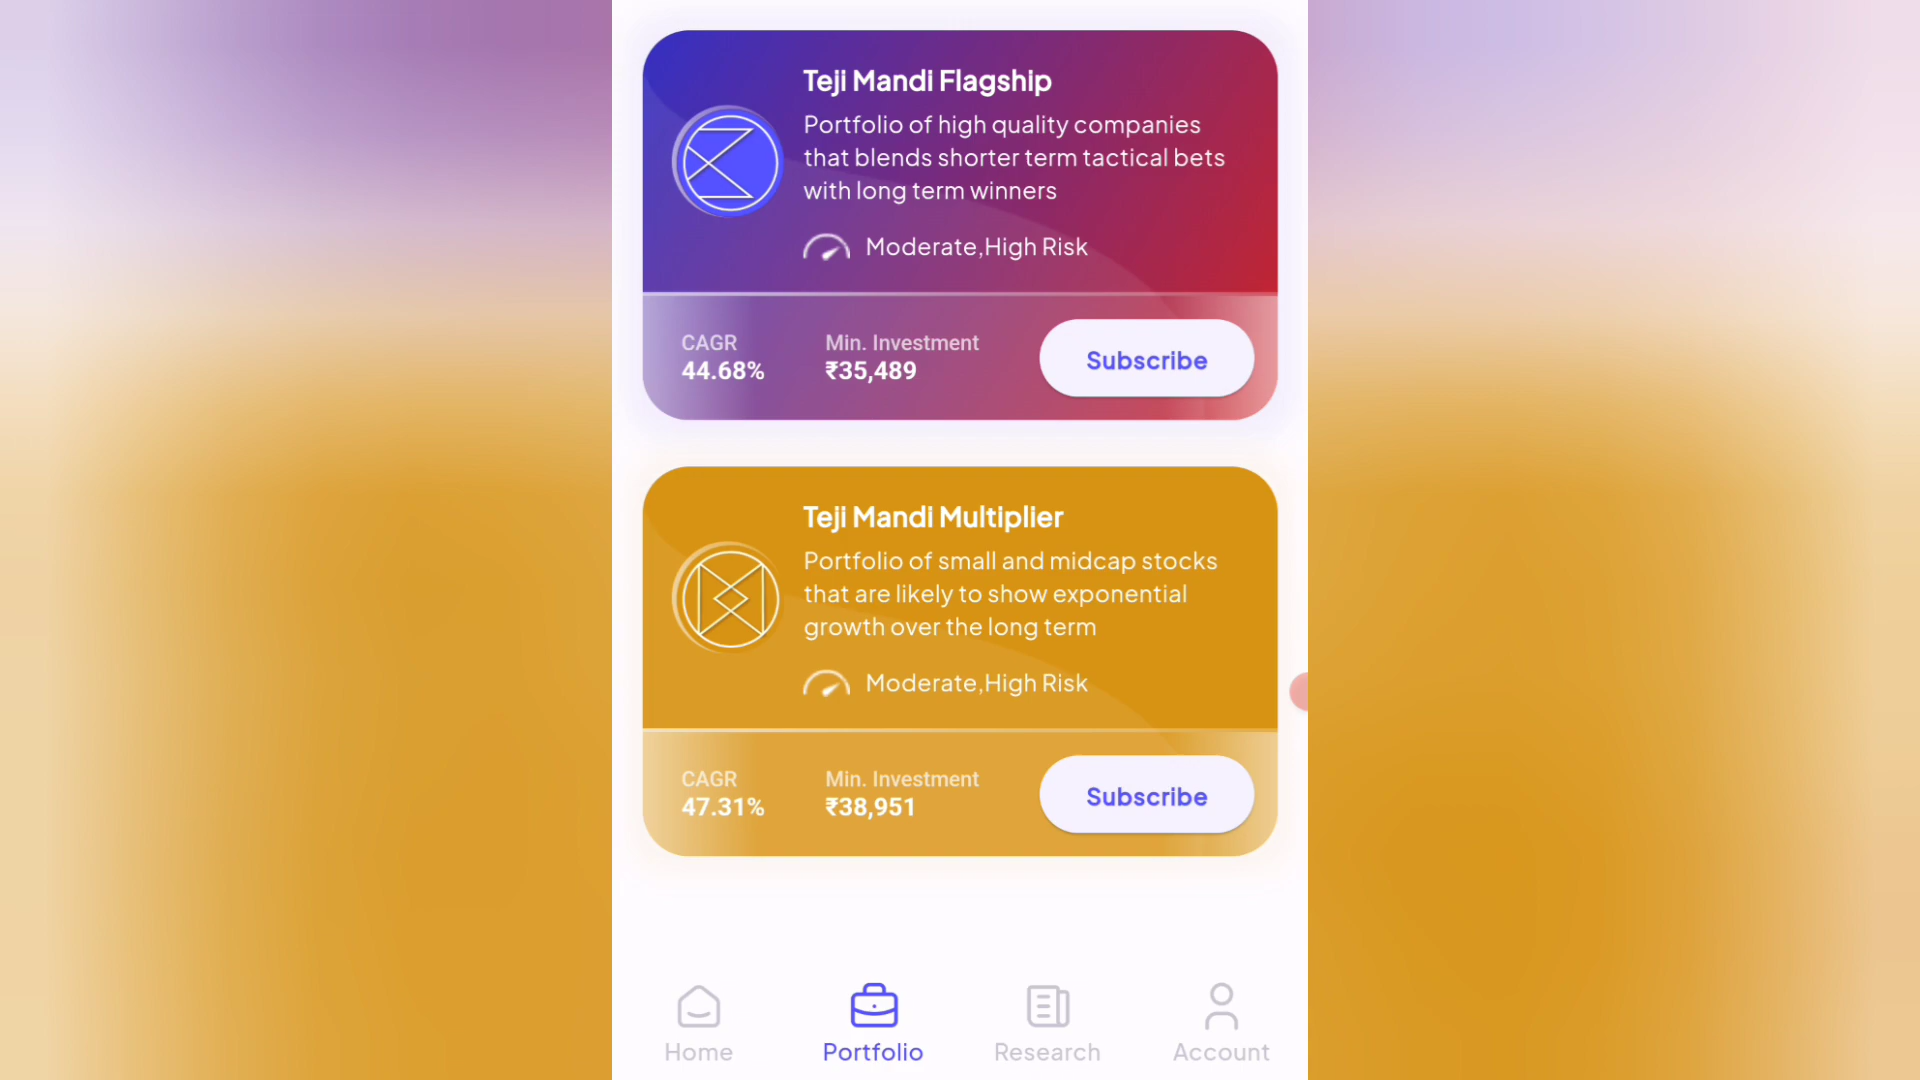 Teji Mandi Flagship
Portfolio of high quality companies
that blends shorter term tactical bets
with long term winners
Moderate,High Risk
CAGR
44.68%
Min. Investment
₹35,489
Subscribe
Teji Mandi Multiplier
Portfolio of small and midcap stocks
that are likely to show exponential
growth over the long term
Moderate,High Risk
CAGR
47.31%
Min. Investment
₹38,951
Subscribe
Home
Portfolio
Research
Account